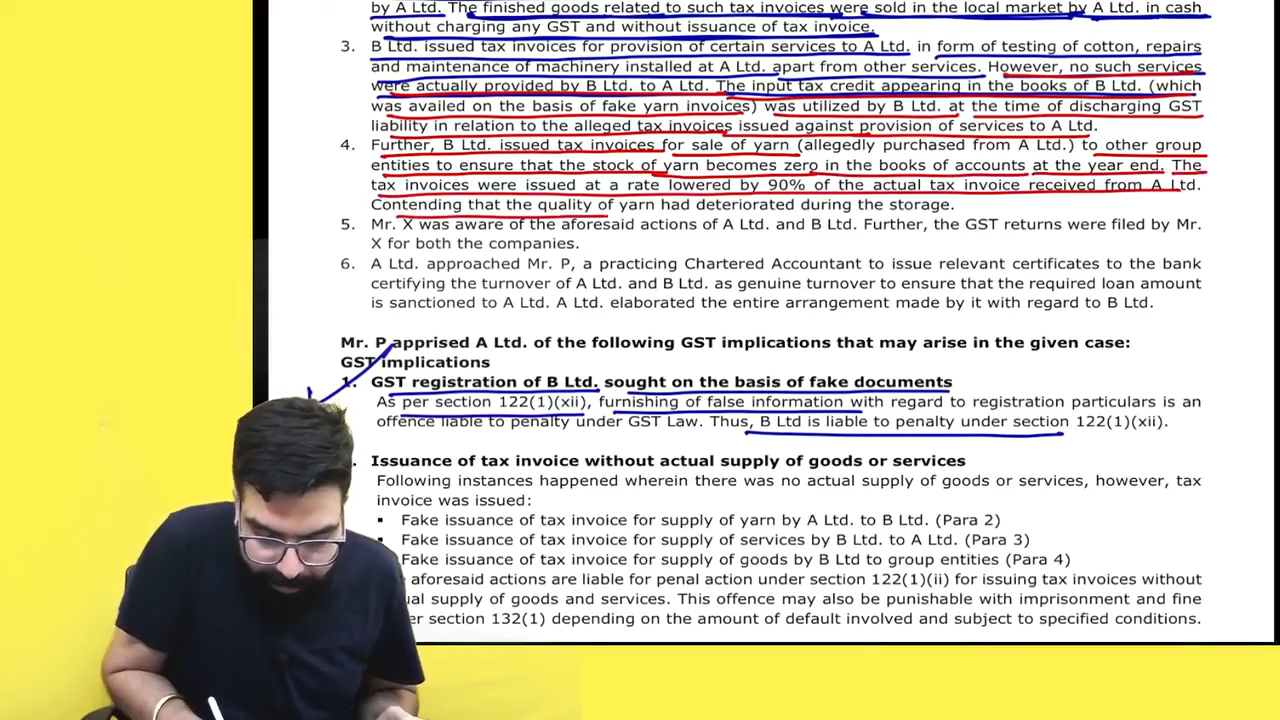 by A Ltd. The finished goods related to such tax invoices were sold in the local market by A Ltd. in cash
without charging any GST and without issuance of tax invoice.
3. B Ltd. issued tax invoices for provision of certain services to A Ltd. in form of testing of cotton, repairs
and maintenance of machinery installed at A Ltd. apart from other services. However, no such services
were actually provided by B Ltd. to A Ltd. The input tax credit appearing in the books of B Ltd. (which
was availed on the basis of fake yarn invoices) was utilized by B Ltd. at the time of discharging GST
liability in relation to the alleged tax invoices issued against provision of services to A Ltd.
4. Further, B Ltd. issued tax invoices for sale of yarn (allegedly purchased from A Ltd.) to other group
entities to ensure that the stock of yarn becomes zero in the books of accounts at the year end. The
tax invoices were issued at a rate lowered by 90% of the actual tax invoice received from A Ltd.
Contending that the quality of yarn had deteriorated during the storage.
5. Mr. X was aware of the aforesaid actions of A Ltd. and B Ltd. Further, the GST returns were filed by Mr.
X for both the companies.
6. A Ltd. approached Mr. P, a practicing Chartered Accountant to issue relevant certificates to the bank
certifying the turnover of A Ltd. and B Ltd. as genuine turnover to ensure that the required loan amount
is sanctioned to A Ltd. A Ltd. elaborated the entire arrangement made by it with regard to B Ltd.
Mr. P apprised A Ltd. of the following GST implications that may arise in the given case:
GST implications
1. GST registration of B Ltd. sought on the basis of fake documents
As per section 122(1)(xii), furnishing of false information with regard to registration particulars is an
offence liable to penalty under GST Law. Thus, B Ltd is liable to penalty under section 122(1)(xii).
Issuance of tax invoice without actual supply of goods or services
Following instances happened wherein there was no actual supply of goods or services, however, tax
invoice was issued:
▪ Fake issuance of tax invoice for supply of yarn by A Ltd. to B Ltd. (Para 2)
▪ Fake issuance of tax invoice for supply of services by B Ltd. to A Ltd. (Para 3)
Fake issuance of tax invoice for supply of goods by B Ltd to group entities (Para 4)
aforesaid actions are liable for penal action under section 122(1)(ii) for issuing tax invoices without
supply of goods and services. This offence may also be punishable with imprisonment and fine
section 132(1) depending on the amount of default involved and subject to specified conditions.